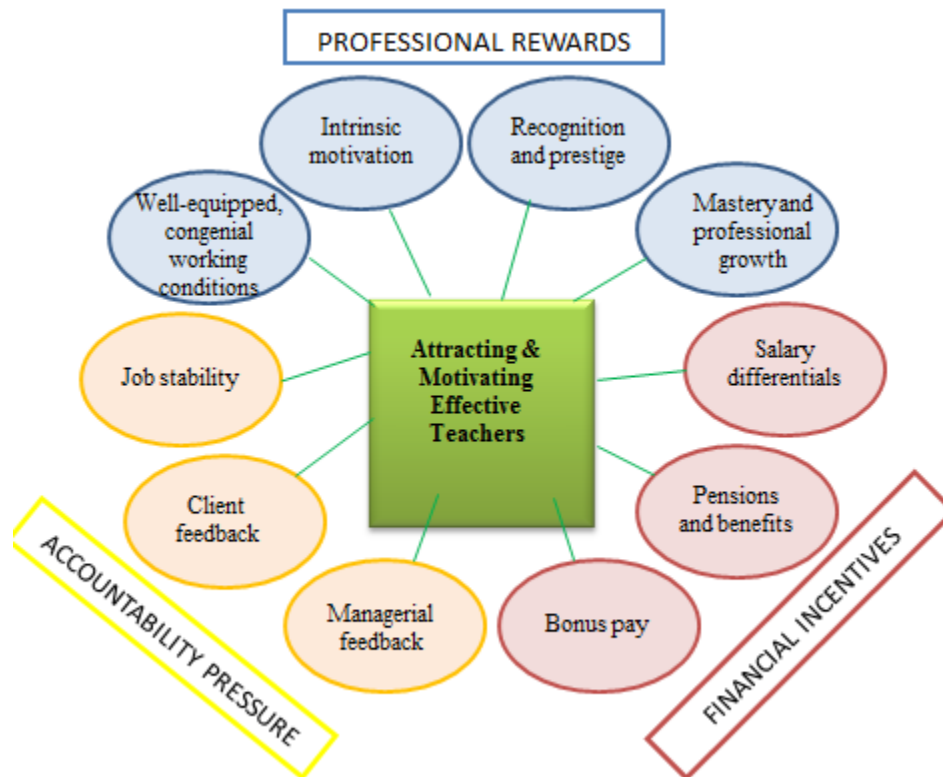 PROFESSIONAL REWARDS
Intrinsic
motivation
Recognition
and prestige
Well-equipped,
congenial
working
conditions
Mastery and
professional
growth
Attracting &
Motivating
Effective
Teachers
Job stability
Salary
differentials
Client
feedback
Pensions
and benefits
Managerial
feedback
Bonus pay
ACCOUNTABILITY PRESSURE
FINANCIAL INCENTIVES